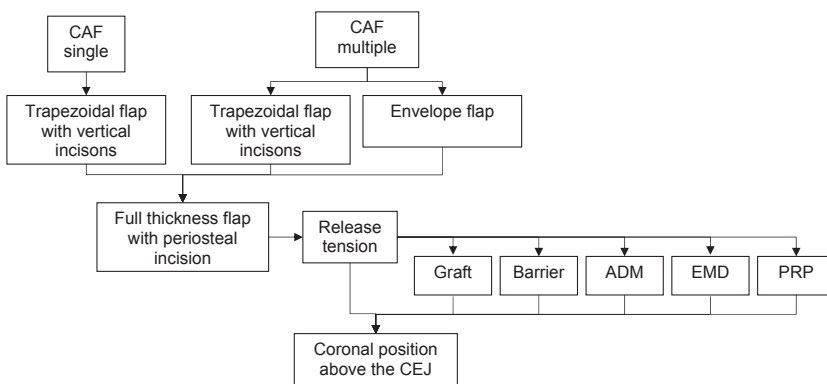 CAF
single
CAF
multiple
Trapezoidal flap
with vertical
incisons
Trapezoidal flap
with vertical
incisons
Envelope flap
Full thickness flap
with periosteal
incision
Release
tension
Graft
Barrier
ADM
EMD
PRP
Coronal position
above the CEJ